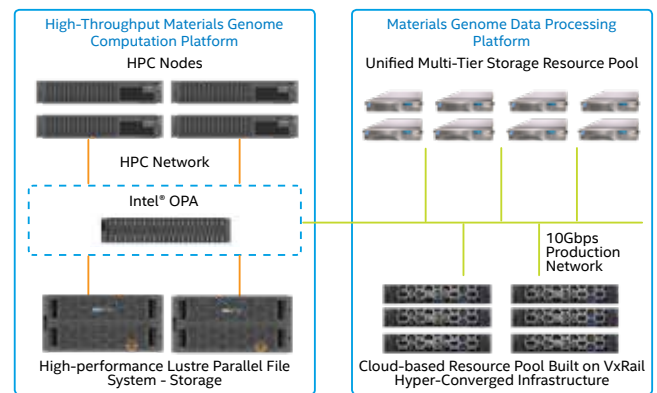 High-Throughput Materials Genome
Computation Platform
HPC Nodes
HPC Network
Intel® OPA
High-performance Lustre Parallel File
System - Storage
Materials Genome Data Processing
Platform
Unified Multi-Tier Storage Resource Pool
10Gbps
Production
Network
Cloud-based Resource Pool Built on VxRail
Hyper-Converged Infrastructure